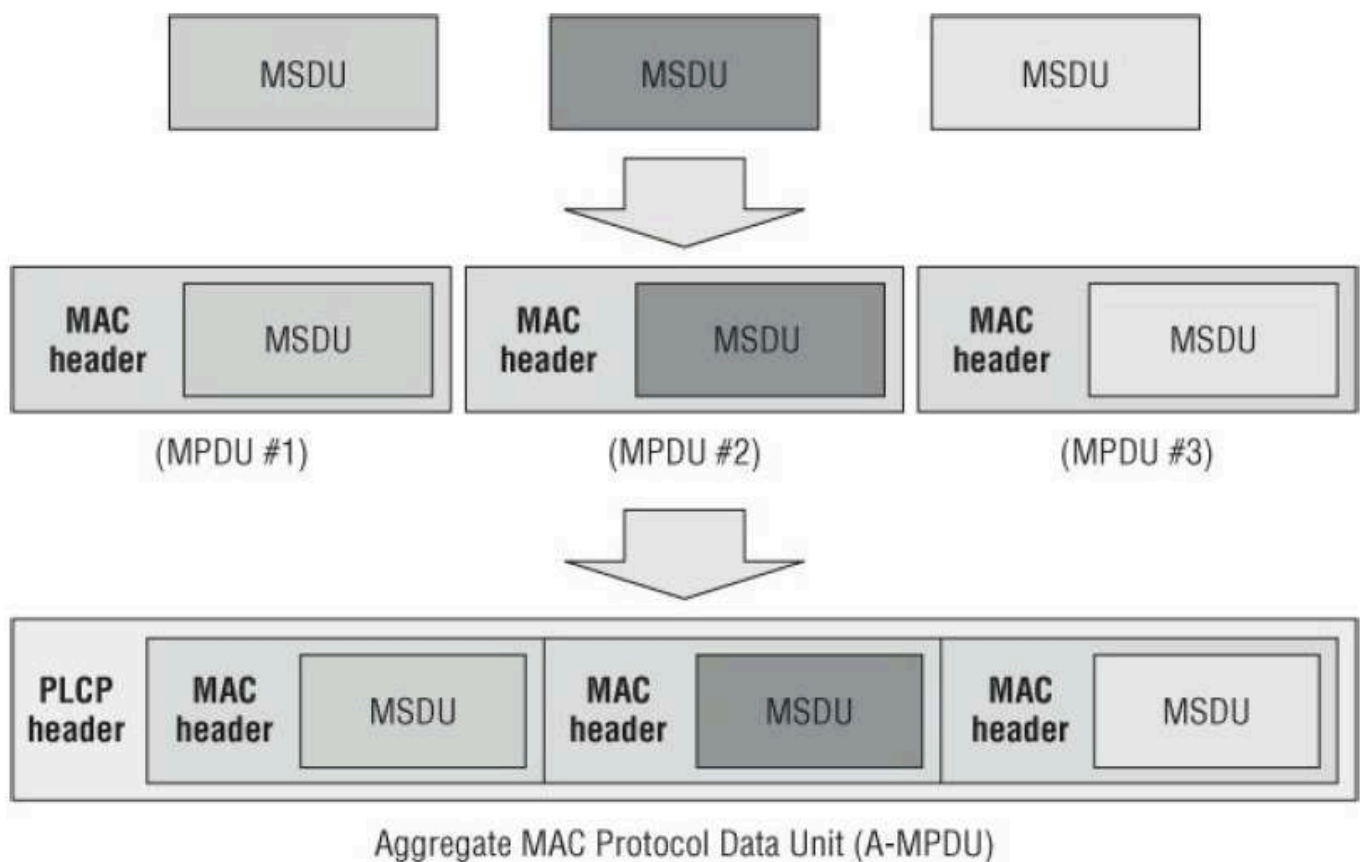 MSDU MSDU MSDU
MAC header MSDU MAC header MSDU MAC header MSDU
(MPDU #1) (MPDU #2) (MPDU #3)
PLCP header MAC header MSDU MAC header MSDU MAC header MSDU
Aggregate MAC Protocol Data Unit (A-MPDU)